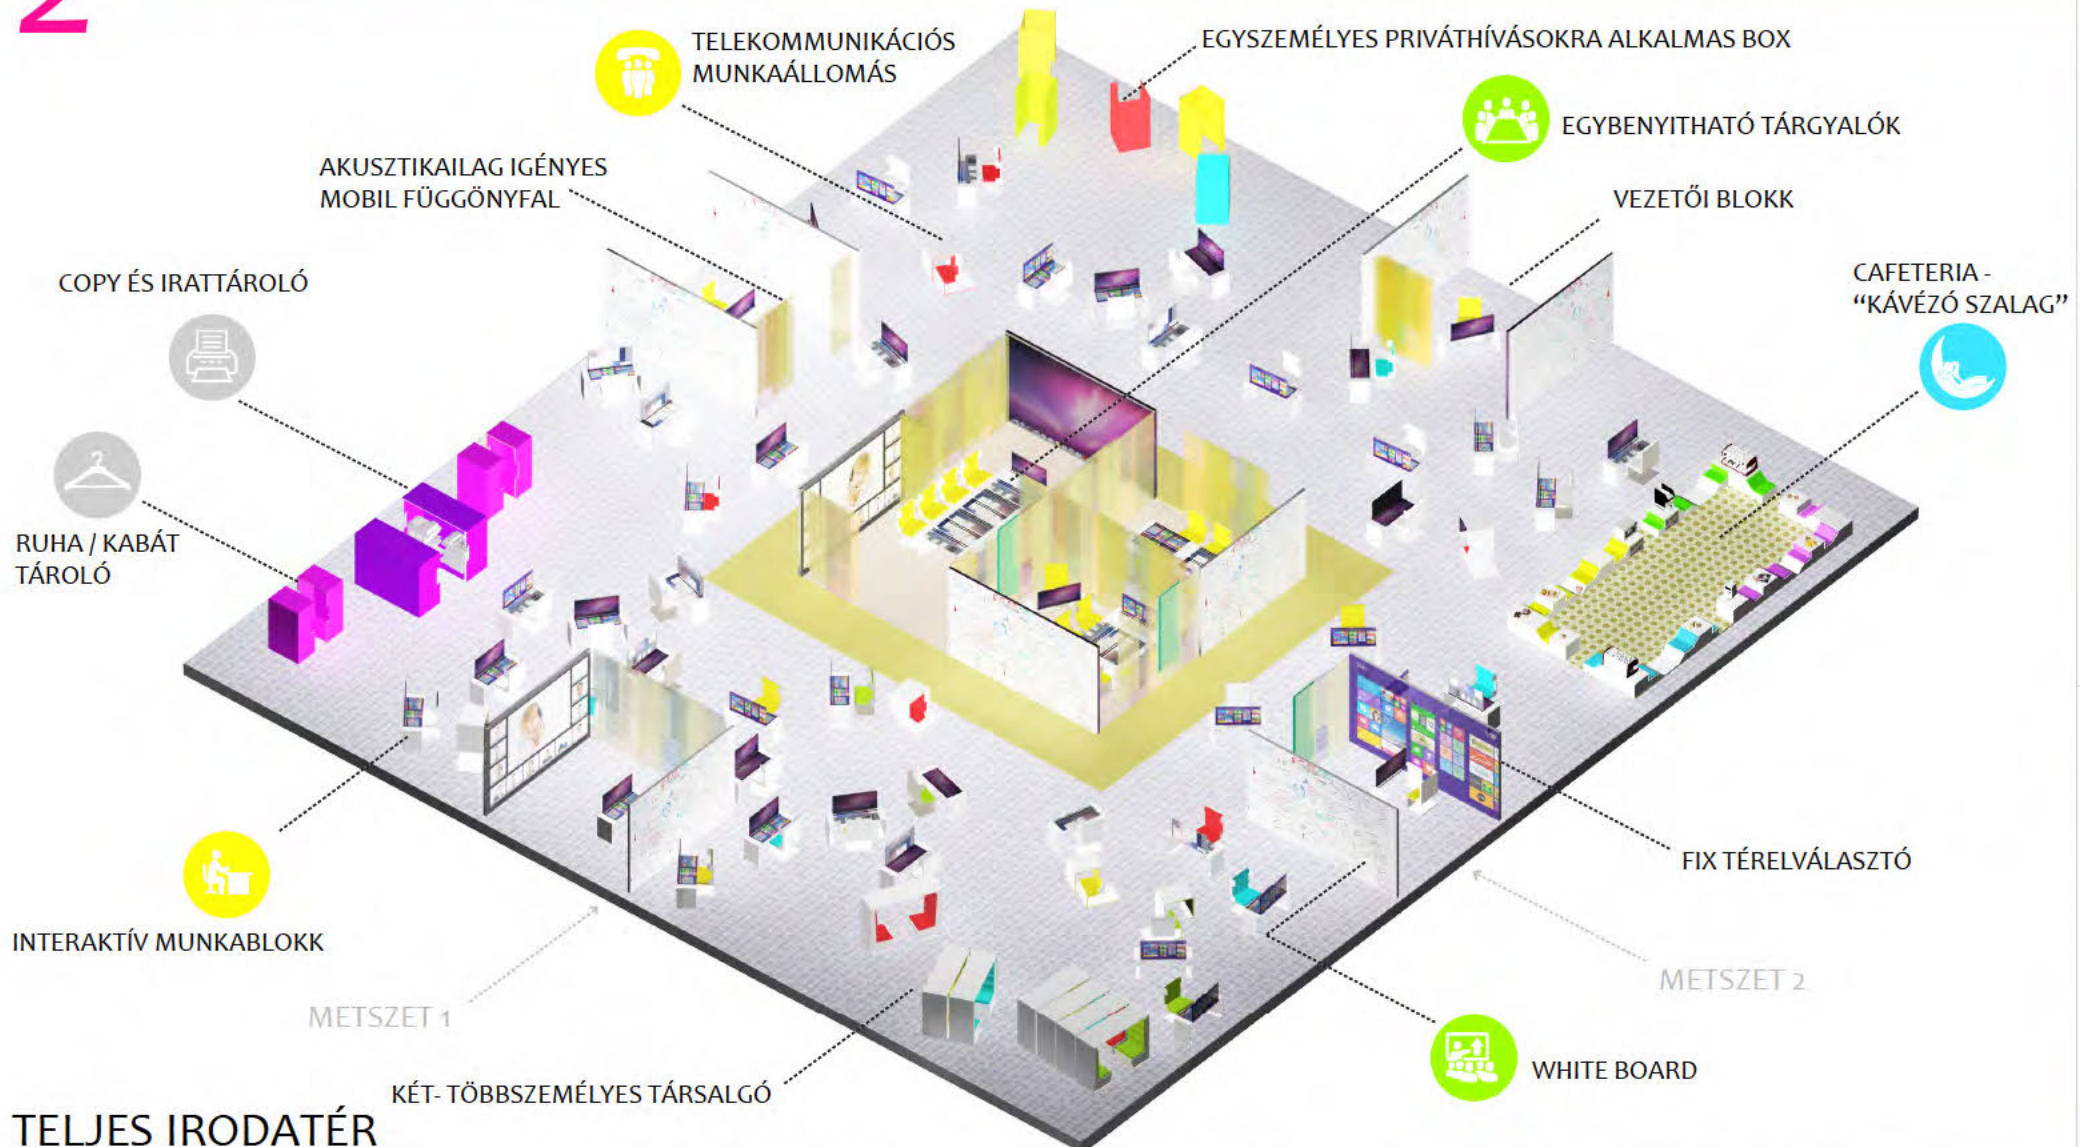 2
TELEKOMMUNIKÁCIÓS
MUNKAÁLLOMÁS
EGYSZEMÉLYES PRIVÁTHÍVÁSOKRA ALKALMAS BOX
EGYBENYITHATÓ TÁRGYALÓK
AKUSZTIKAILAG IGÉNYES
MOBIL FÜGGÖNYFAL
VEZETŐI BLOKK
COPY ÉS IRATTÁROLÓ
CAFETERIA -
“KÁVÉZÓ SZALAG”
RUHA / KABÁT
TÁROLÓ
FIX TÉRELVÁLASZTÓ
INTERAKTÍV MUNKABLOKK
METSZET 1
METSZET 2
WHITE BOARD
KÉT- TÖBBSZEMÉLYES TÁRSALGÓ
TELJES IRODATÉR